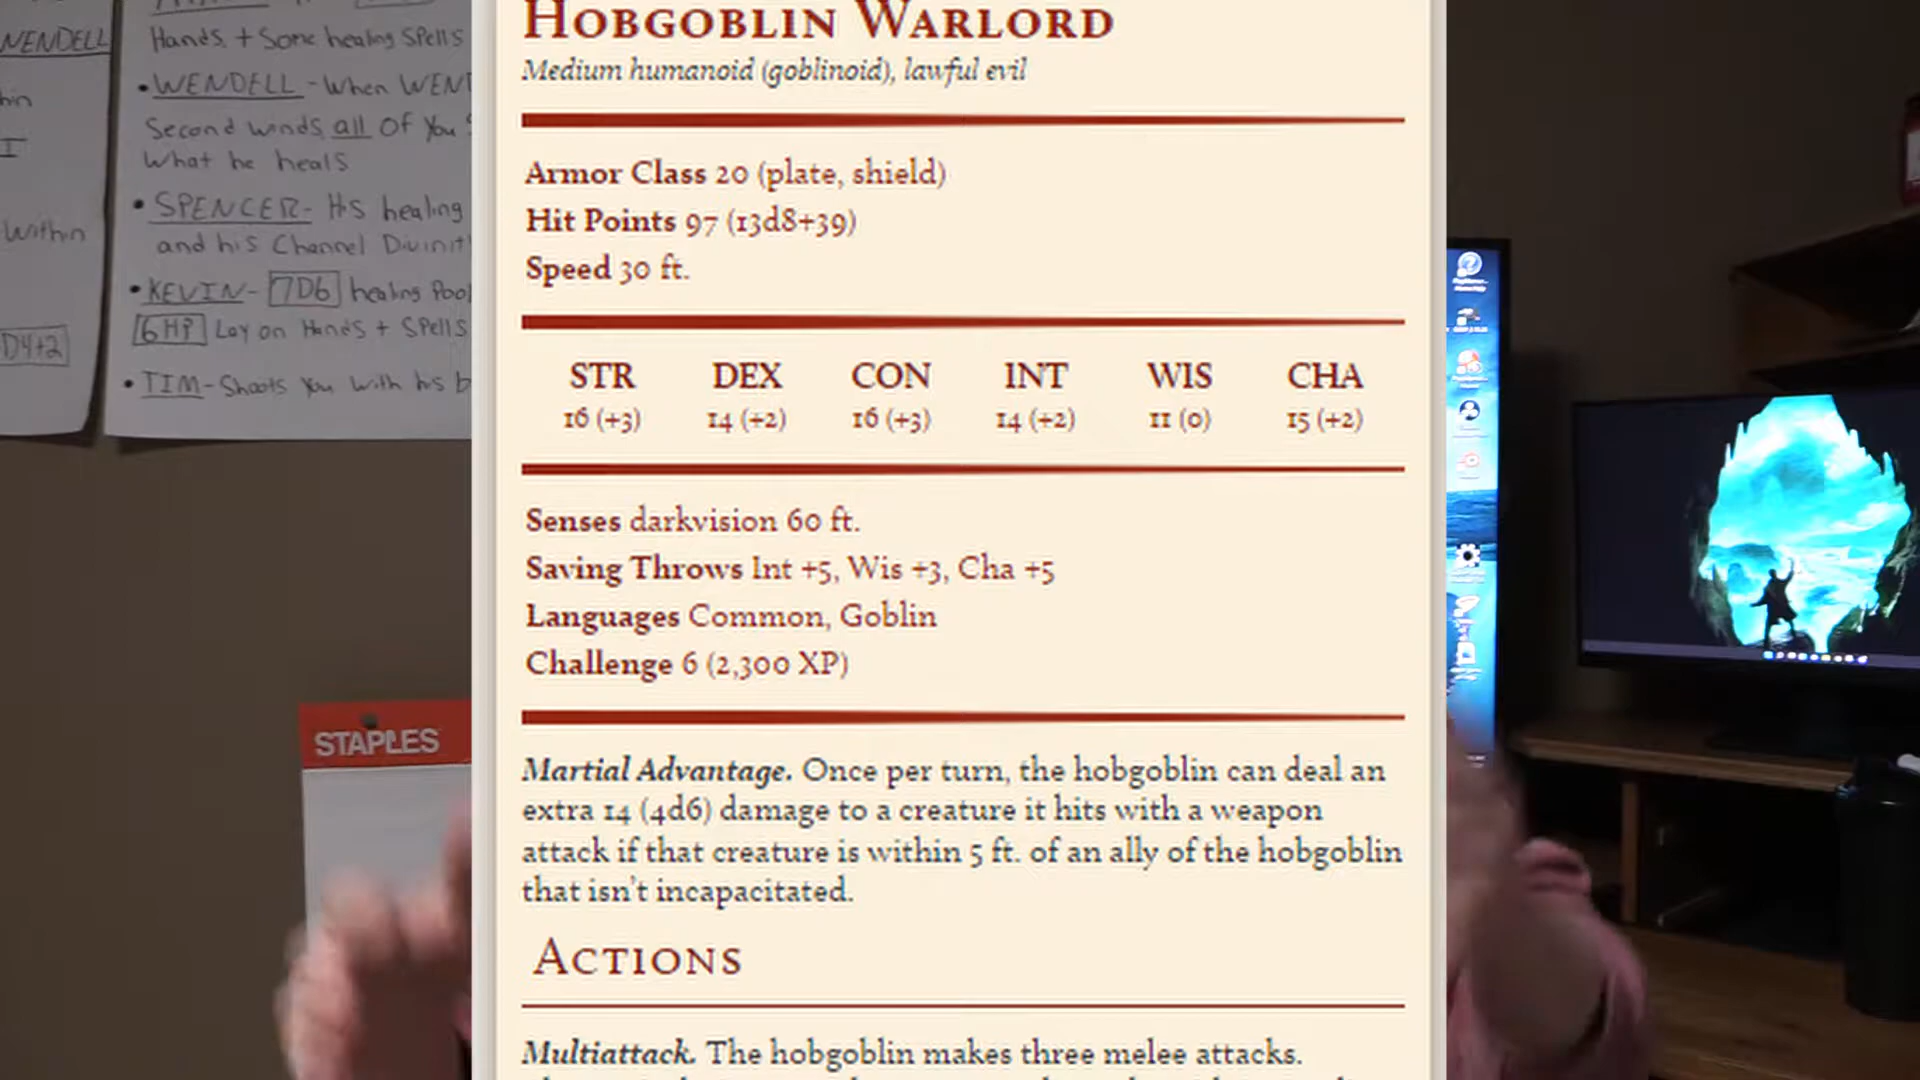 WENDELL
hin
I
Within
D4+2
Hands + Some healing Spells
• WENDELL - When WEN
Second winds all OF You
What he heals
• SPENCER - His healing
and his Channel Divinit
• KEVIN - 7D6 healing Poo
6HP Lay on Hands + Spells
• TIM - Shoots You with his b
STAPLES
HOBGOBLIN WARLORD
Medium humanoid (goblinoid), lawful evil
Armor Class 20 (plate, shield)
Hit Points 97 (13d8+39)
Speed 30 ft.
STR DEX CON INT WIS CHA
16 (+3) 14 (+2) 16 (+3) 14 (+2) 11 (0) 15 (+2)
Senses darkvision 60 ft.
Saving Throws Int +5, Wis +3, Cha +5
Languages Common, Goblin
Challenge 6 (2,300 XP)
Martial Advantage. Once per turn, the hobgoblin can deal an
extra 14 (4d6) damage to a creature it hits with a weapon
attack if that creature is within 5 ft. of an ally of the hobgoblin
that isn't incapacitated.
ACTIONS
Multiattack. The hobgoblin makes three melee attacks.